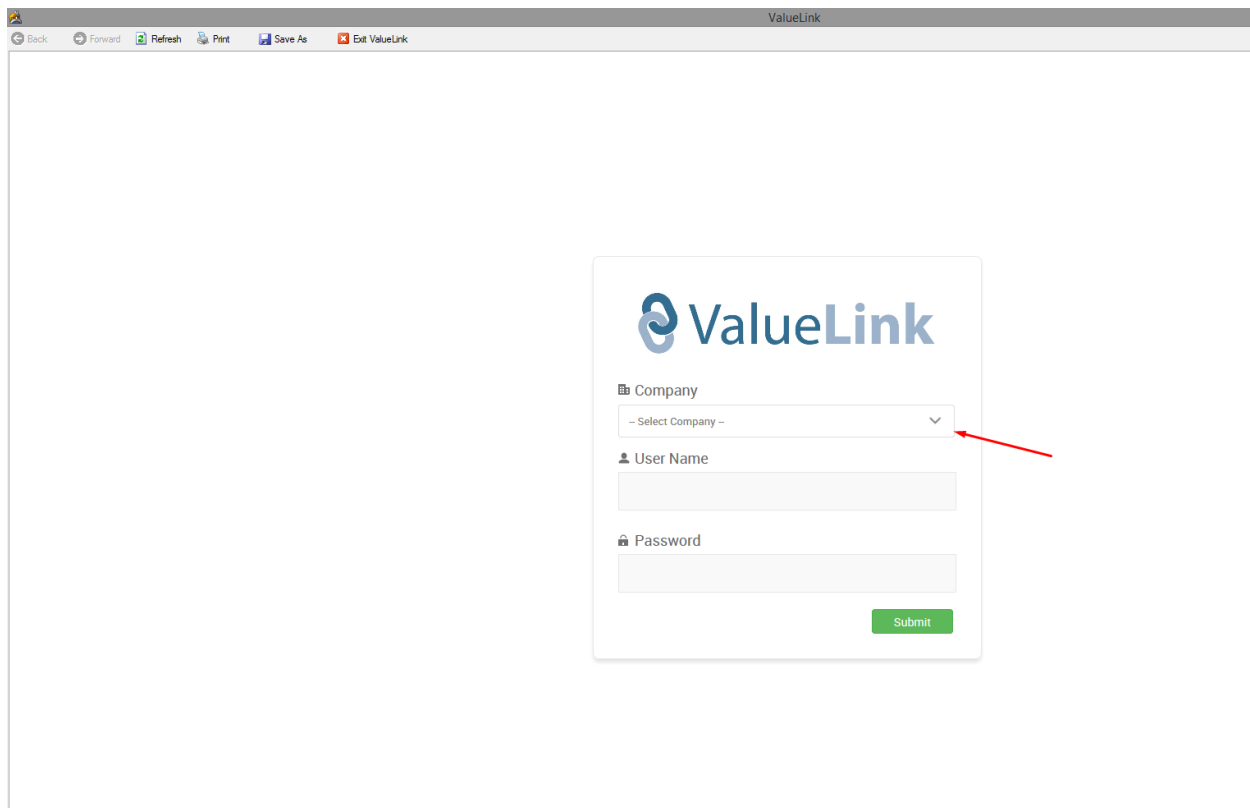 ValueLink
Back Forward Refresh Print Save As Exit ValueLink
ValueLink
Company
-- Select Company --
User Name
Password
Submit